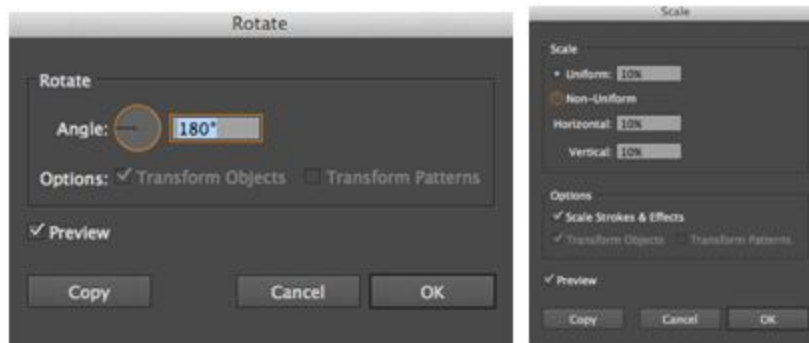 Rotate
Rotate
Angle: 180°
Options: Transform Objects Transform Patterns
Preview
Copy Cancel OK
Scale
Scale
Uniform: 10%
Non-Uniform
Horizontal: 10%
Vertical: 10%
Options
Scale Strokes & Effects
Transform Objects Transform Patterns
Preview
Copy Cancel OK